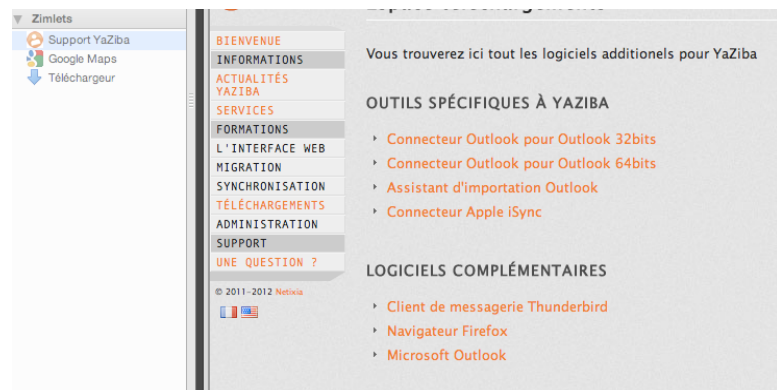 Zimlets
Support YaZiba
Google Maps
Téléchargeur
BIENVENUE
INFORMATIONS
ACTUALITÉS
YAZIBA
SERVICES
FORMATIONS
L'INTERFACE WEB
MIGRATION
SYNCHRONISATION
TÉLÉCHARGEMENTS
ADMINISTRATION
SUPPORT
UNE QUESTION ?
© 2011-2012 Netixia
Vous trouverez ici tout les logiciels additionels pour YaZiba
OUTILS SPÉCIFIQUES À YAZIBA
Connecteur Outlook pour Outlook 32bits
Connecteur Outlook pour Outlook 64bits
Assistant d'importation Outlook
Connecteur Apple iSync
LOGICIELS COMPLÉMENTAIRES
Client de messagerie Thunderbird
Navigateur Firefox
Microsoft Outlook